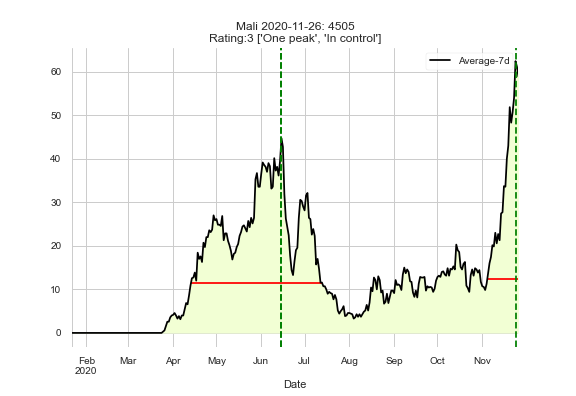 Mali 2020-11-26: 4505
Rating:3 ['One peak', 'In control']
Average-7d
60
50
40
30
20
10
0
Feb Mar Apr May Jun Jul Aug Sep Oct Nov
2020
Date